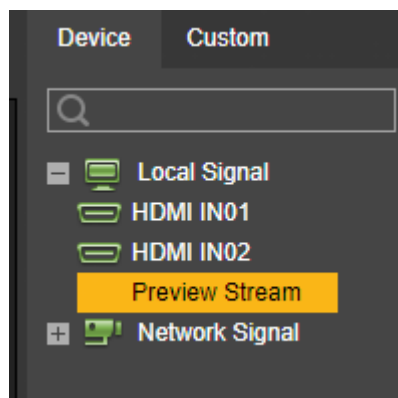 Device Custom
Local Signal
HDMI IN01
HDMI IN02
Preview Stream
Network Signal